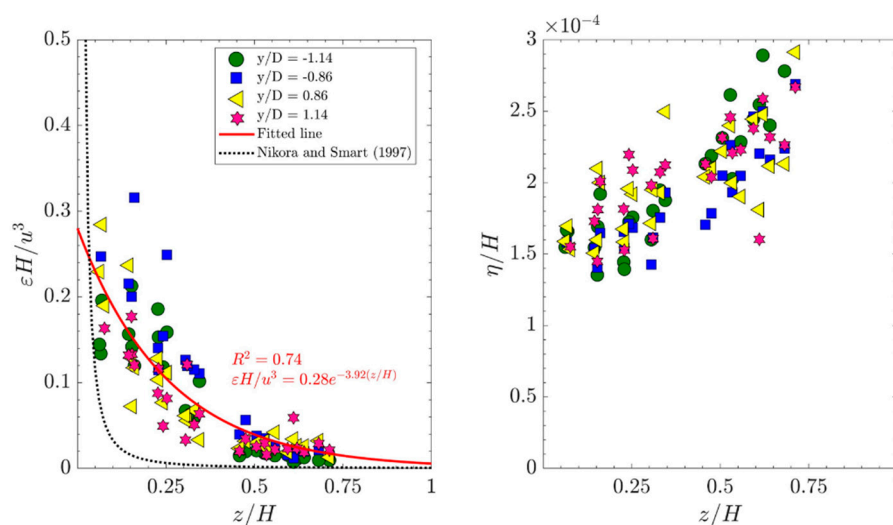 0.5
0.4
0.3
0.2
0.1
0
εH/u³
0.25
0.5
0.75
1
z/H
y/D = -1.14
y/D = -0.86
y/D = 0.86
y/D = 1.14
Fitted line
Nikora and Smart (1997)
R² = 0.74
εH/u³ = 0.28e^{-3.92(z/H)}
×10⁻⁴
3
2.5
2
1.5
1
0.5
0
η/H
0.25
0.5
0.75
z/H